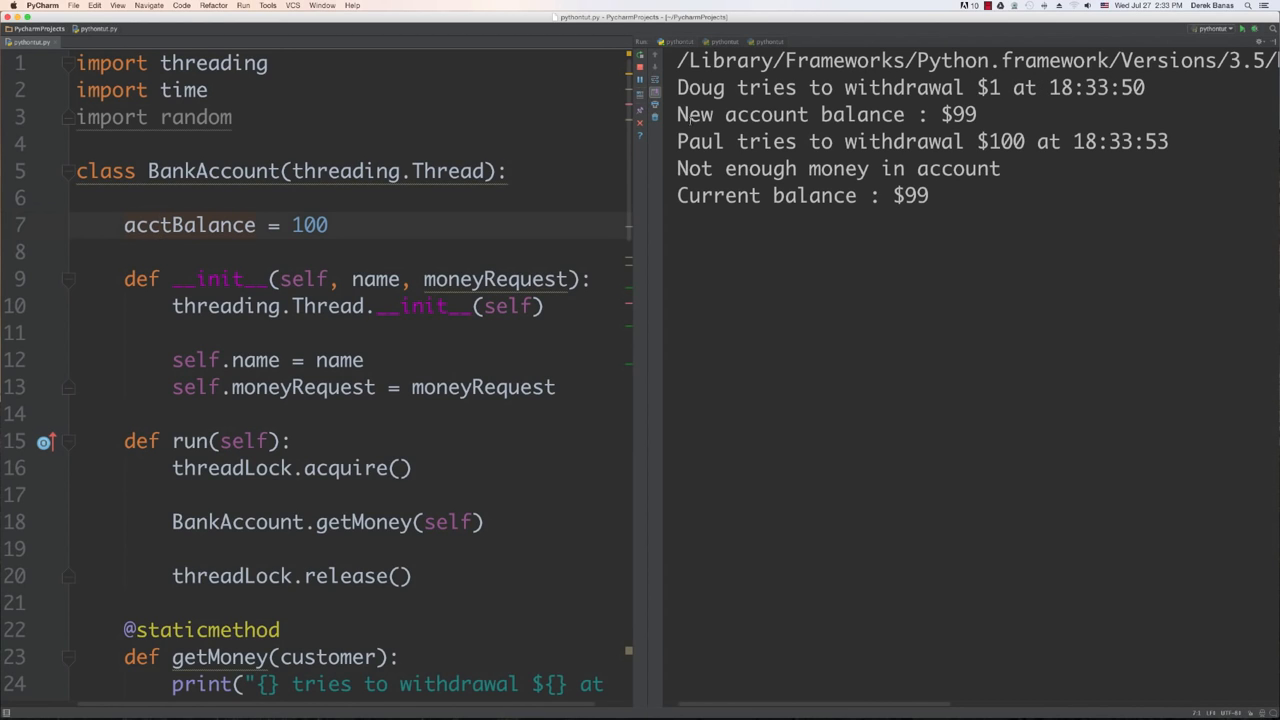 PyCharm File Edit View Navigate Code Refactor Run Tools VCS Window Help
10 Wed Jul 27 2:33 PM Derek Banas
pythontut.py - PycharmProjects - [~/PycharmProjects]
PycharmProjects pythontut.py
pythontut
pythontut.py
Run: pythontut pythontut pythontut
1 import threading
2 import time
3 import random
4
5 class BankAccount(threading.Thread):
6
7 acctBalance = 100
8
9 def __init__(self, name, moneyRequest):
10 threading.Thread.__init__(self)
11
12 self.name = name
13 self.moneyRequest = moneyRequest
14
15 def run(self):
16 threadLock.acquire()
17
18 BankAccount.getMoney(self)
19
20 threadLock.release()
21
22 @staticmethod
23 def getMoney(customer):
24 print("{} tries to withdrawal ${} at
/Library/Frameworks/Python.framework/Versions/3.5/
Doug tries to withdrawal $1 at 18:33:50
New account balance : $99
Paul tries to withdrawal $100 at 18:33:53
Not enough money in account
Current balance : $99
7:1 LF÷ UTF-8÷